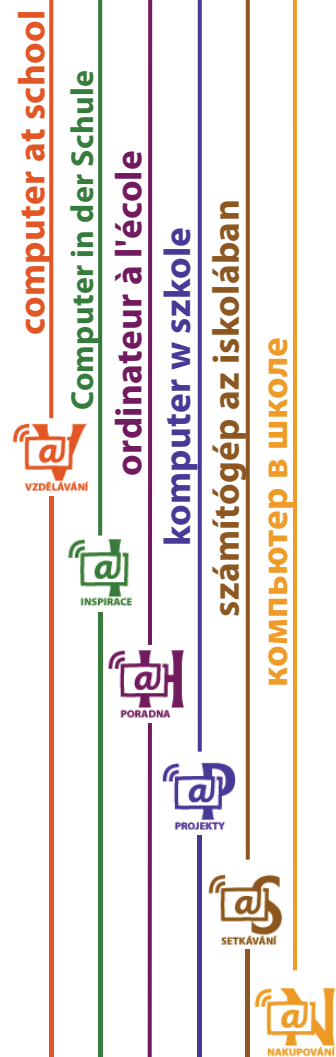 computer at school
Computer in der Schule
ordinateur à l'école
komputer w szkole
számítógép az iskolában
компьютер в школе
@V
VZDĚLÁVÁNÍ
@I
INSPIRACE
@H
PORADNA
@P
PROJEKTY
@S
SETKÁVÁNÍ
@N
NAKUPOVÁNÍ